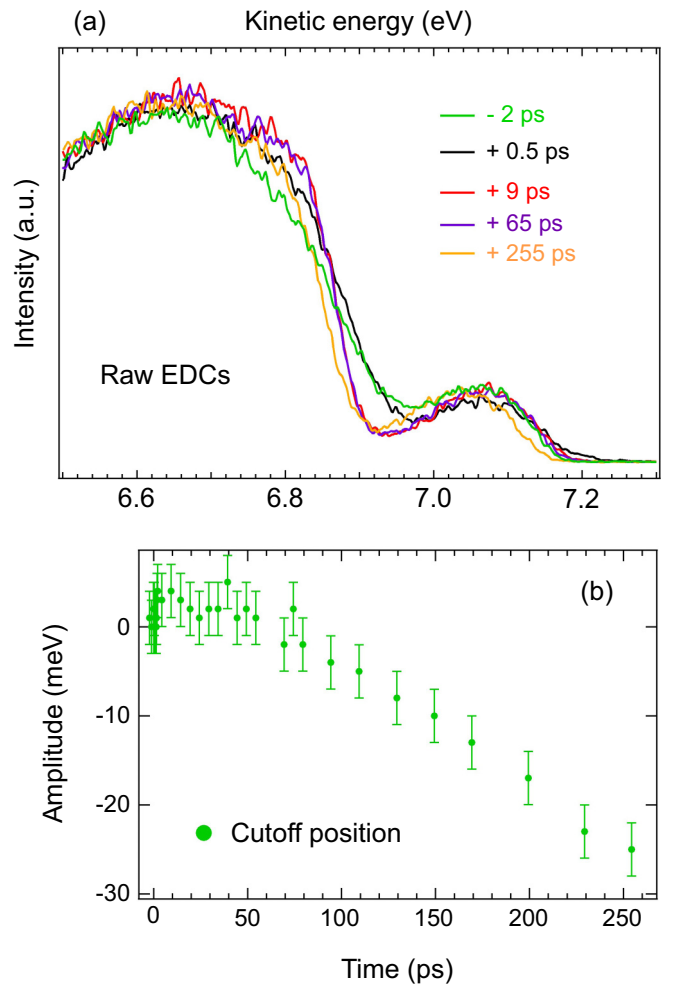 (a)
Kinetic energy (eV)
Intensity (a.u.)
- 2 ps
+ 0.5 ps
+ 9 ps
+ 65 ps
+ 255 ps
Raw EDCs
6.6 6.8 7.0 7.2
(b)
Amplitude (meV)
0
-10
-20
-30
Cutoff position
0 50 100 150 200 250
Time (ps)